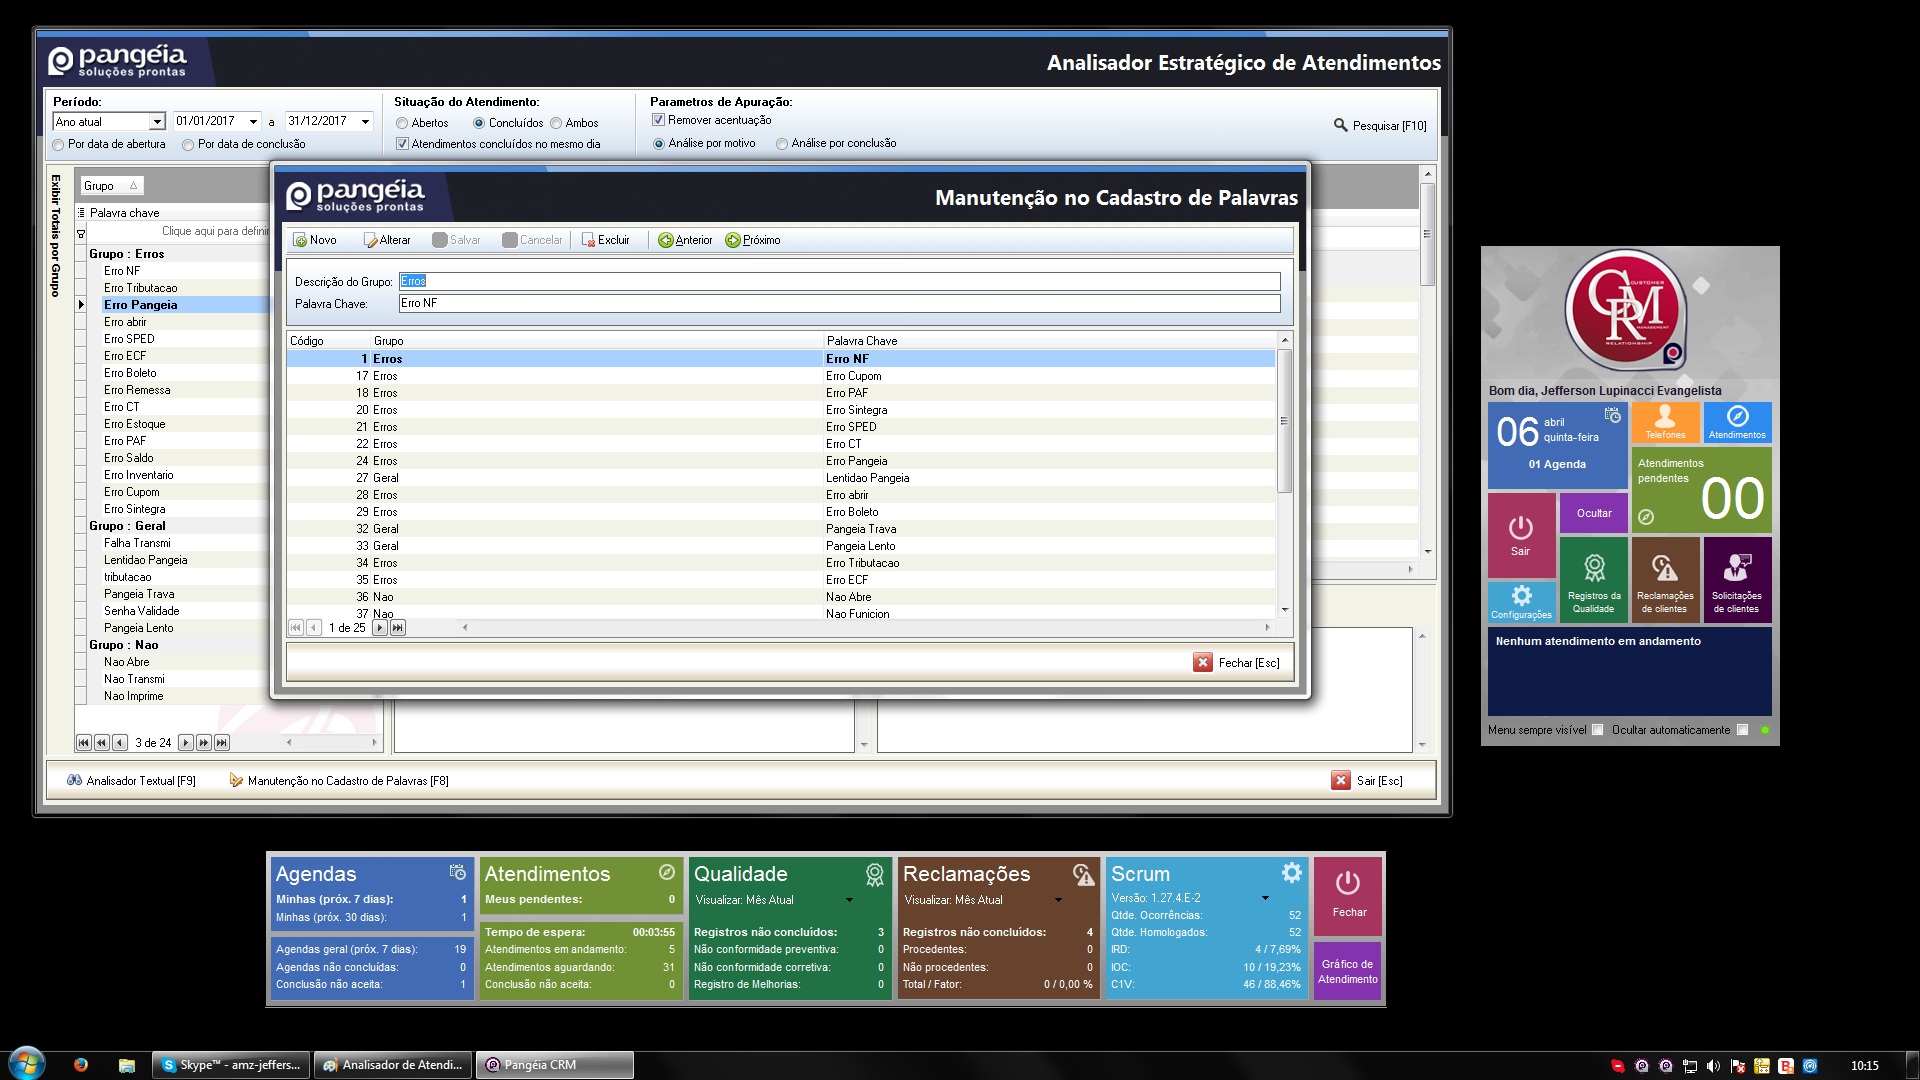 pangéia
soluções prontas
Analisador Estratégico de Atendimentos
Período:
Ano atual
01/01/2017
a
31/12/2017
Por data de abertura
Por data de conclusão
Situação do Atendimento:
Abertos
Concluídos
Ambos
Atendimentos concluídos no mesmo dia
Parametros de Apuração:
Remover acentuação
Análise por motivo
Análise por conclusão
Pesquisar [F10]
Exibir Totais por Grupo
Grupo
Palavra chave
Clique aqui para definir
Grupo : Erros
Erro NF
Erro Tributacao
Erro Pangeia
Erro abrir
Erro SPED
Erro ECF
Erro Boleto
Erro Remessa
Erro CT
Erro Estoque
Erro PAF
Erro Saldo
Erro Inventario
Erro Cupom
Erro Sintegra
Grupo : Geral
Falha Transmi
Lentidao Pangeia
tributacao
Pangeia Trava
Senha Validade
Pangeia Lento
Grupo : Nao
Nao Abre
Nao Transmi
Nao Imprime
3 de 24
Analisador Textual [F9]
Manutenção no Cadastro de Palavras [F8]
Sair [Esc]
pangéia
soluções prontas
Manutenção no Cadastro de Palavras
Novo
Alterar
Salvar
Cancelar
Excluir
Anterior
Próximo
Descrição do Grupo: Erros
Palavra Chave: Erro NF
Código Grupo Palavra Chave
1 Erros Erro NF
17 Erros Erro Cupom
18 Erros Erro PAF
20 Erros Erro Sintegra
21 Erros Erro SPED
22 Erros Erro CT
24 Erros Erro Pangeia
27 Geral Lentidao Pangeia
28 Erros Erro abrir
29 Erros Erro Boleto
32 Geral Pangeia Trava
33 Geral Pangeia Lento
34 Erros Erro Tributacao
35 Erros Erro ECF
36 Nao Nao Abre
37 Nao Nao Funicion
1 de 25
Fechar [Esc]
CRM
CUSTOMER
MANAGEMENT
RELATIONSHIP
Bom dia, Jefferson Lupinacci Evangelista
06
abril
quinta-feira
01 Agenda
Telefones
Atendimentos
Atendimentos
pendentes
00
Sair
Ocultar
Configurações
Registros da
Qualidade
Reclamações
de clientes
Solicitações
de clientes
Nenhum atendimento em andamento
Menu sempre visível
Ocultar automaticamente
Agendas
Minhas (próx. 7 dias): 1
Minhas (próx. 30 dias): 1
Agendas geral (próx. 7 dias): 19
Agendas não concluídas: 0
Conclusão não aceita: 1
Atendimentos
Meus pendentes: 0
Tempo de espera: 00:03:55
Atendimentos em andamento: 5
Atendimentos aguardando: 31
Conclusão não aceita: 0
Qualidade
Visualizar: Mês Atual
Registros não concluídos: 3
Não conformidade preventiva: 0
Não conformidade corretiva: 0
Registro de Melhorias: 0
Reclamações
Visualizar: Mês Atual
Registros não concluídos: 4
Procedentes: 0
Não procedentes: 0
Total / Fator: 0 / 0,00 %
Scrum
Versão: 1.27.4.E-2
Qtde. Ocorrências: 52
Qtde. Homologados: 52
IRD: 4 / 7,69%
IOC: 10 / 19,23%
C1V: 46 / 88,46%
Fechar
Gráfico de
Atendimento
Skype™ - amz-jeffers...
Analisador de Atendi...
Pangéia CRM
10:15